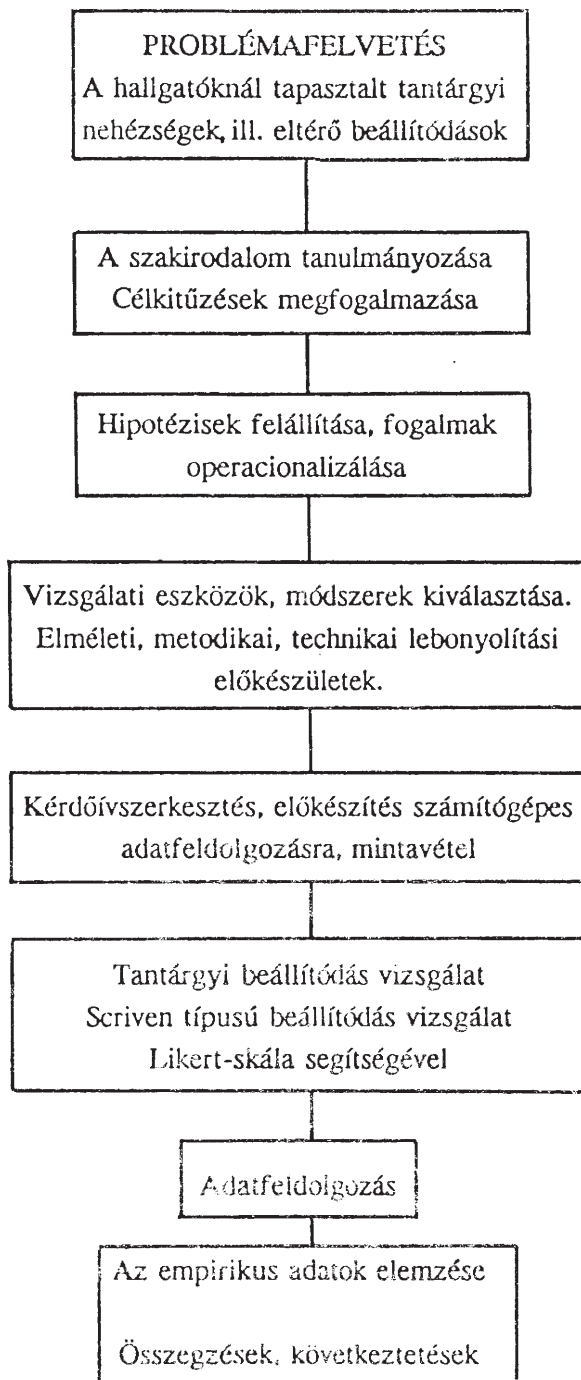 PROBLÉMAFELVETÉS
A hallgatóknál tapasztalt tantárgyi
nehézségek, ill. eltérő beállítódások
A szakirodalom tanulmányozása
Célkitűzések megfogalmazása
Hipotézisek felállítása, fogalmak
operacionalizálása
Vizsgálati eszközök, módszerek kiválasztása.
Elméleti, metodikai, technikai lebonyolítási
előkészületek.
Kérdőívszerkesztés, előkészítés számítógépes
adatfeldolgozásra, mintavétel
Tantárgyi beállítódás vizsgálat
Scriven típusú beállítódás vizsgálat
Likert-skála segítségével
Adatfeldolgozás
Az empirikus adatok elemzése
Összegzések, következtetések